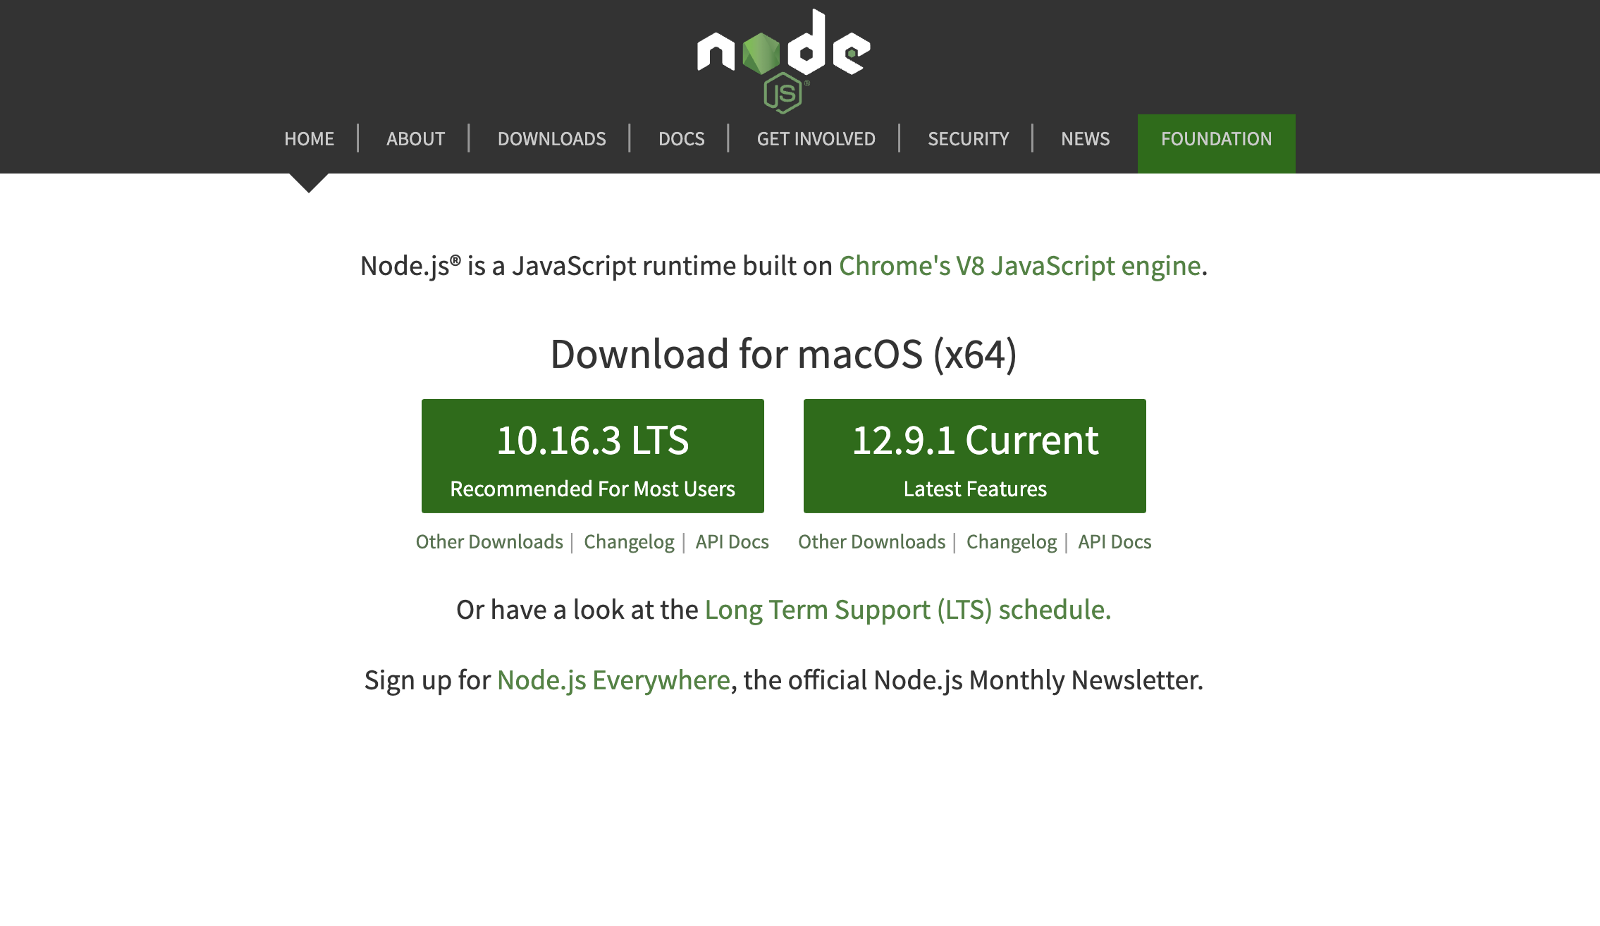 node
JS®
HOME | ABOUT | DOWNLOADS | DOCS | GET INVOLVED | SECURITY | NEWS FOUNDATION
Node.js® is a JavaScript runtime built on Chrome's V8 JavaScript engine.
Download for macOS (x64)
10.16.3 LTS
Recommended For Most Users
12.9.1 Current
Latest Features
Other Downloads | Changelog | API Docs
Other Downloads | Changelog | API Docs
Or have a look at the Long Term Support (LTS) schedule.
Sign up for Node.js Everywhere, the official Node.js Monthly Newsletter.